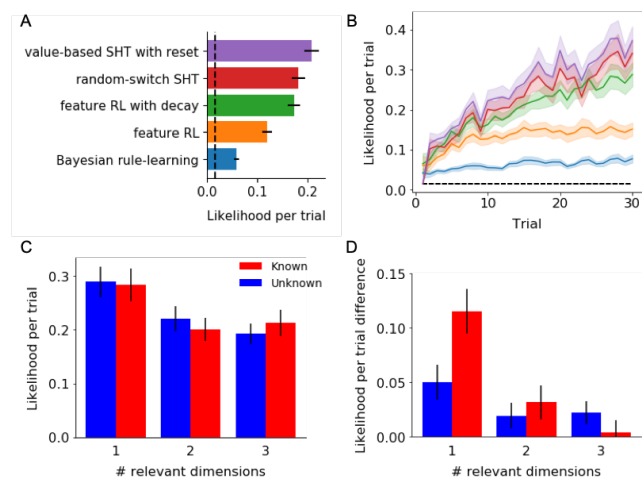 A
value-based SHT with reset
random-switch SHT
feature RL with decay
feature RL
Bayesian rule-learning
0.0
0.1
0.2
Likelihood per trial
B
Likelihood per trial
0.4
0.3
0.2
0.1
0.0
0
10
20
30
Trial
C
Likelihood per trial
0.3
0.2
0.1
0.0
Known
Unknown
1
2
3
# relevant dimensions
D
Likelihood per trial difference
0.15
0.10
0.05
0.00
1
2
3
# relevant dimensions